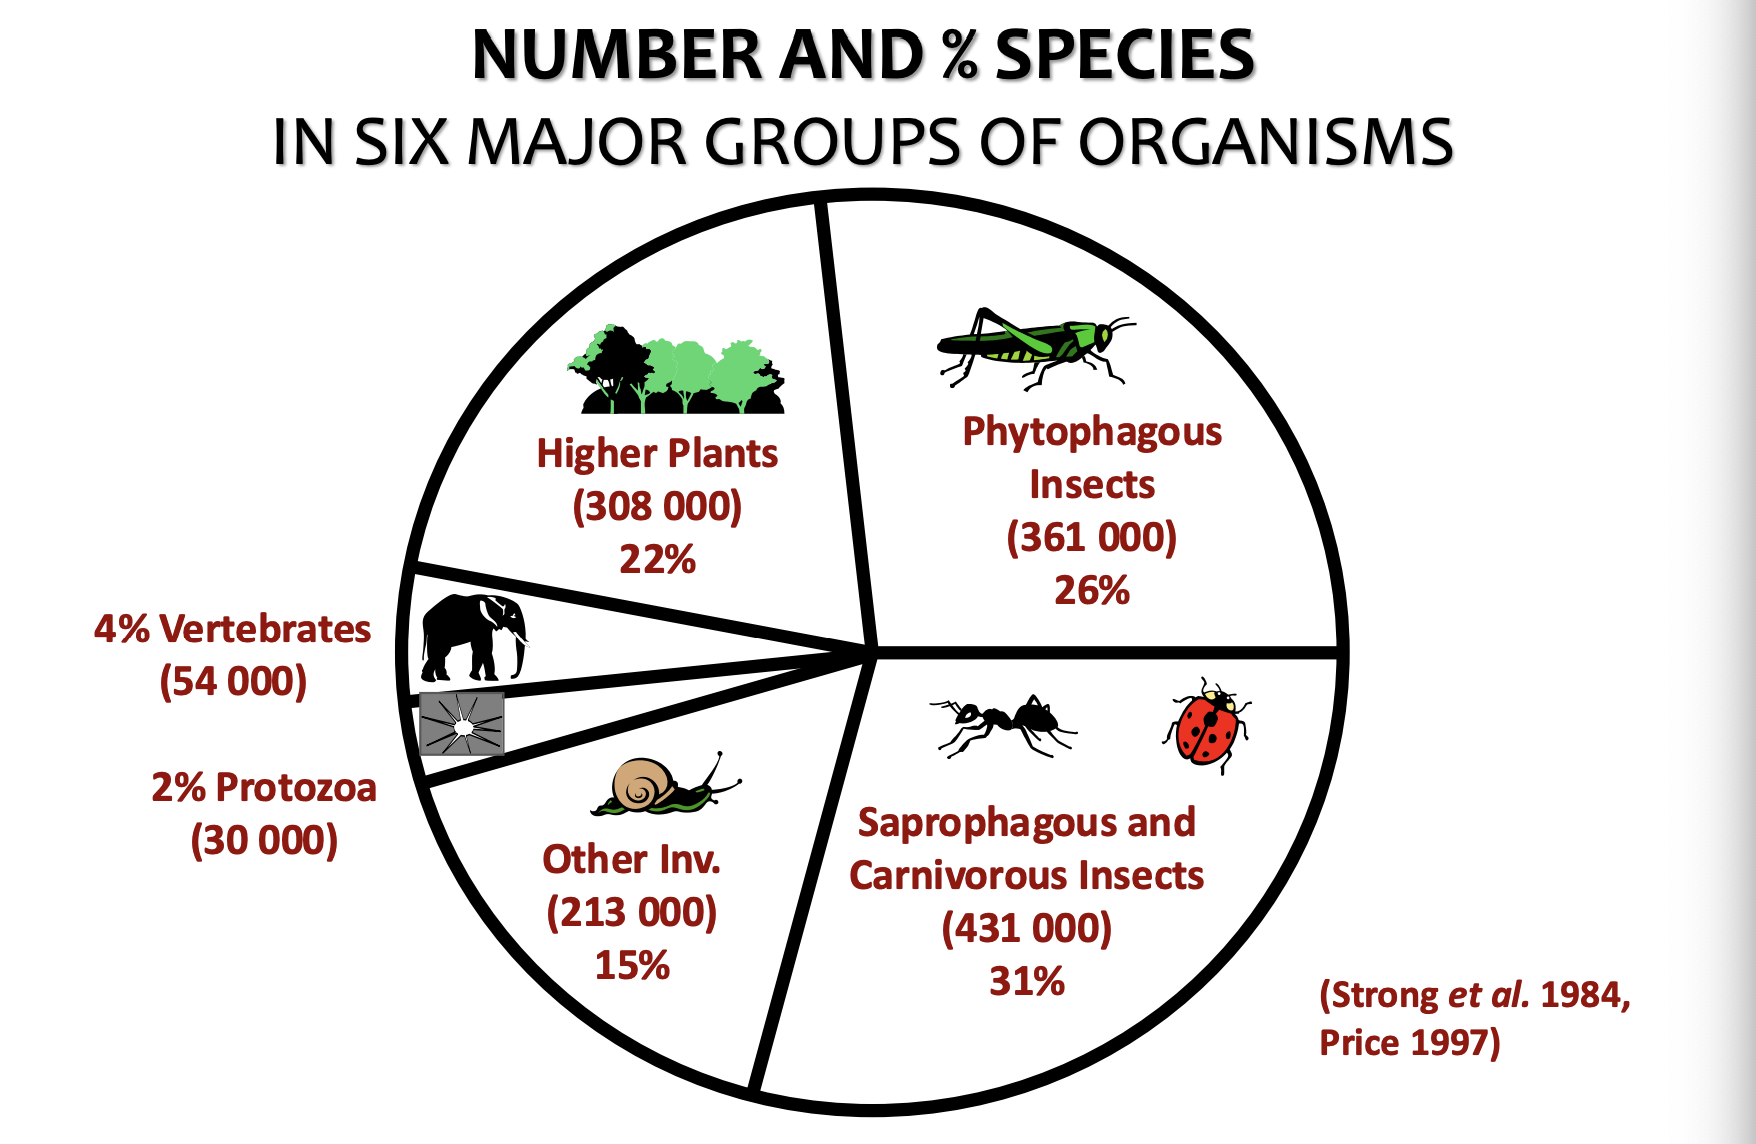 NUMBER AND % SPECIES
IN SIX MAJOR GROUPS OF ORGANISMS
Higher Plants
(308 000)
22%
Phytophagous
Insects
(361 000)
26%
4% Vertebrates
(54 000)
2% Protozoa
(30 000)
Other Inv.
(213 000)
15%
Saprophagous and
Carnivorous Insects
(431 000)
31%
(Strong et al. 1984,
Price 1997)